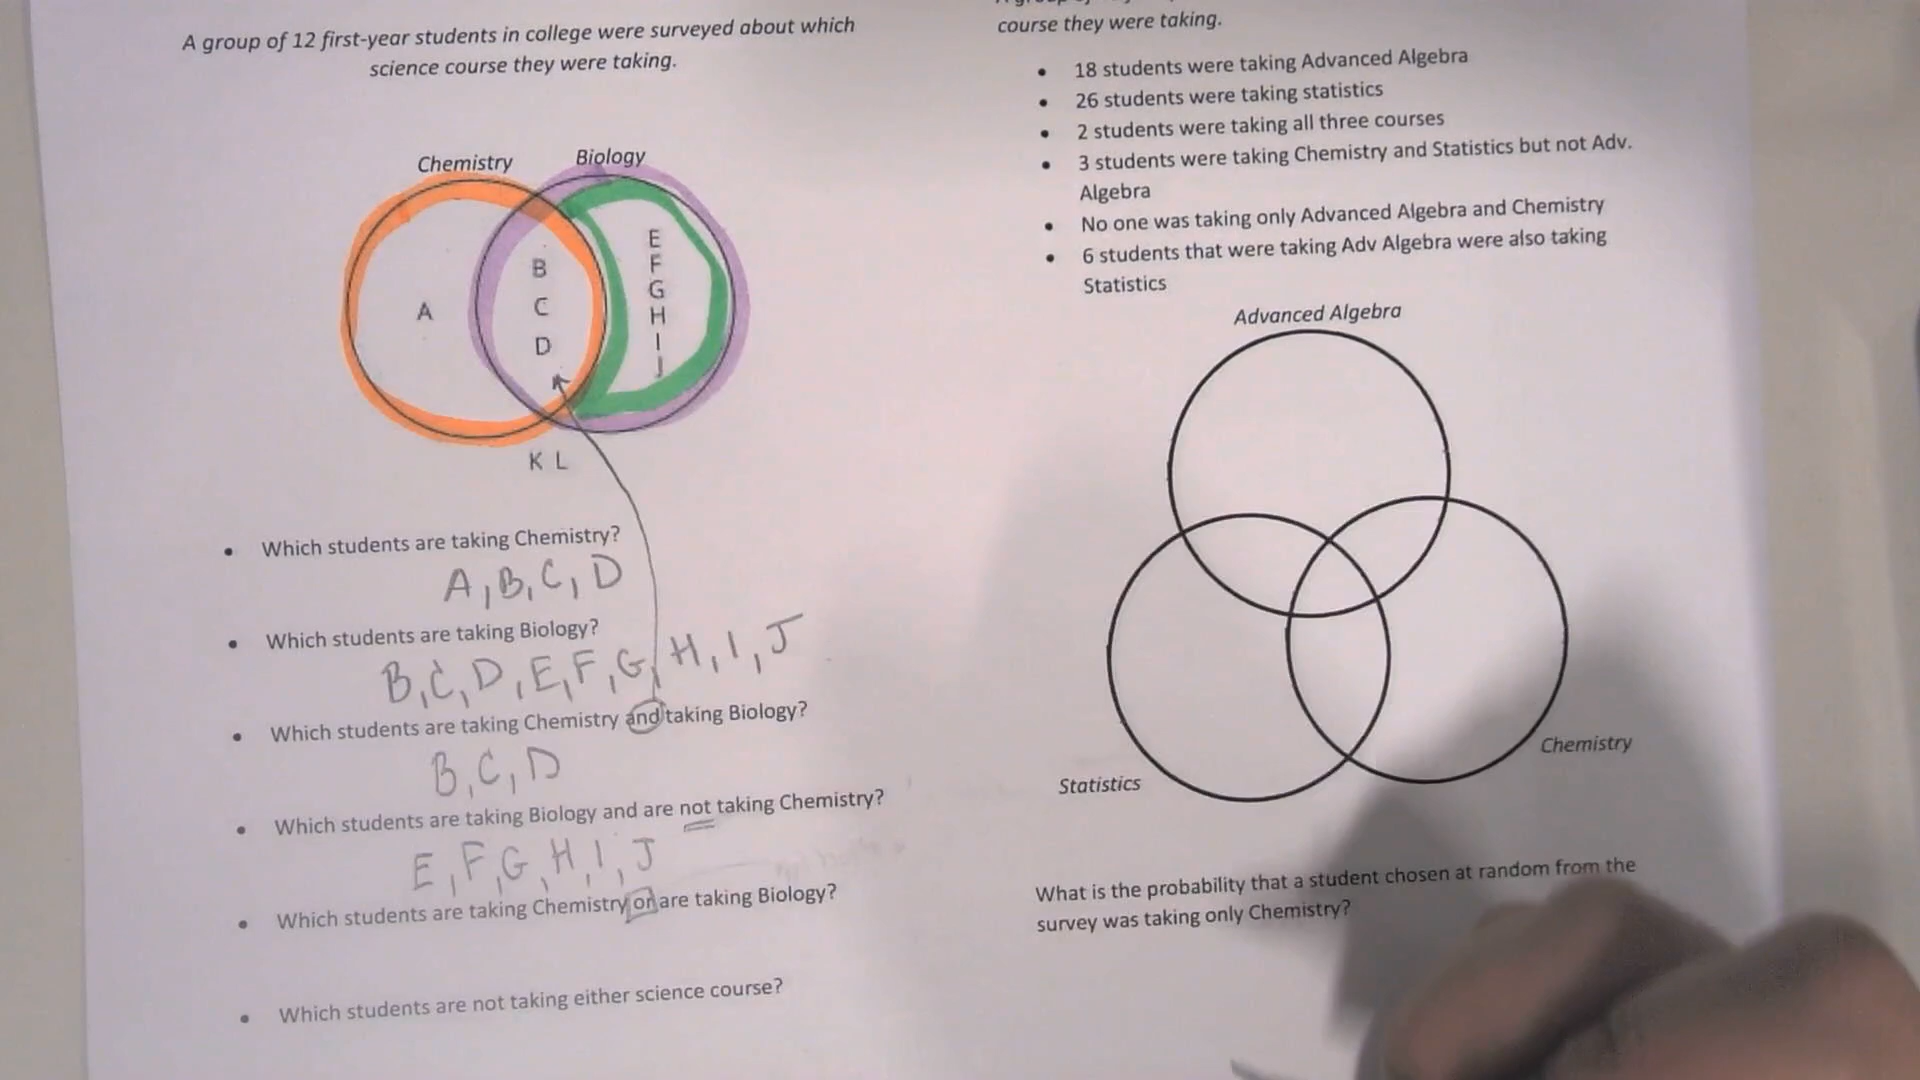 A group of 12 first-year students in college were surveyed about which
science course they were taking.
Chemistry
Biology
A
B
C
D
E
F
G
H
I
J
K L
Which students are taking Chemistry?
A, B, C, D
Which students are taking Biology?
B, C, D, E, F, G, H, I, J
Which students are taking Chemistry and taking Biology?
B, C, D
Which students are taking Biology and are not taking Chemistry?
E, F, G, H, I, J
Which students are taking Chemistry or are taking Biology?
Which students are not taking either science course?
course they were taking.
18 students were taking Advanced Algebra
26 students were taking statistics
2 students were taking all three courses
3 students were taking Chemistry and Statistics but not Adv.
Algebra
No one was taking only Advanced Algebra and Chemistry
6 students that were taking Adv Algebra were also taking
Statistics
Advanced Algebra
Chemistry
Statistics
What is the probability that a student chosen at random from the
survey was taking only Chemistry?